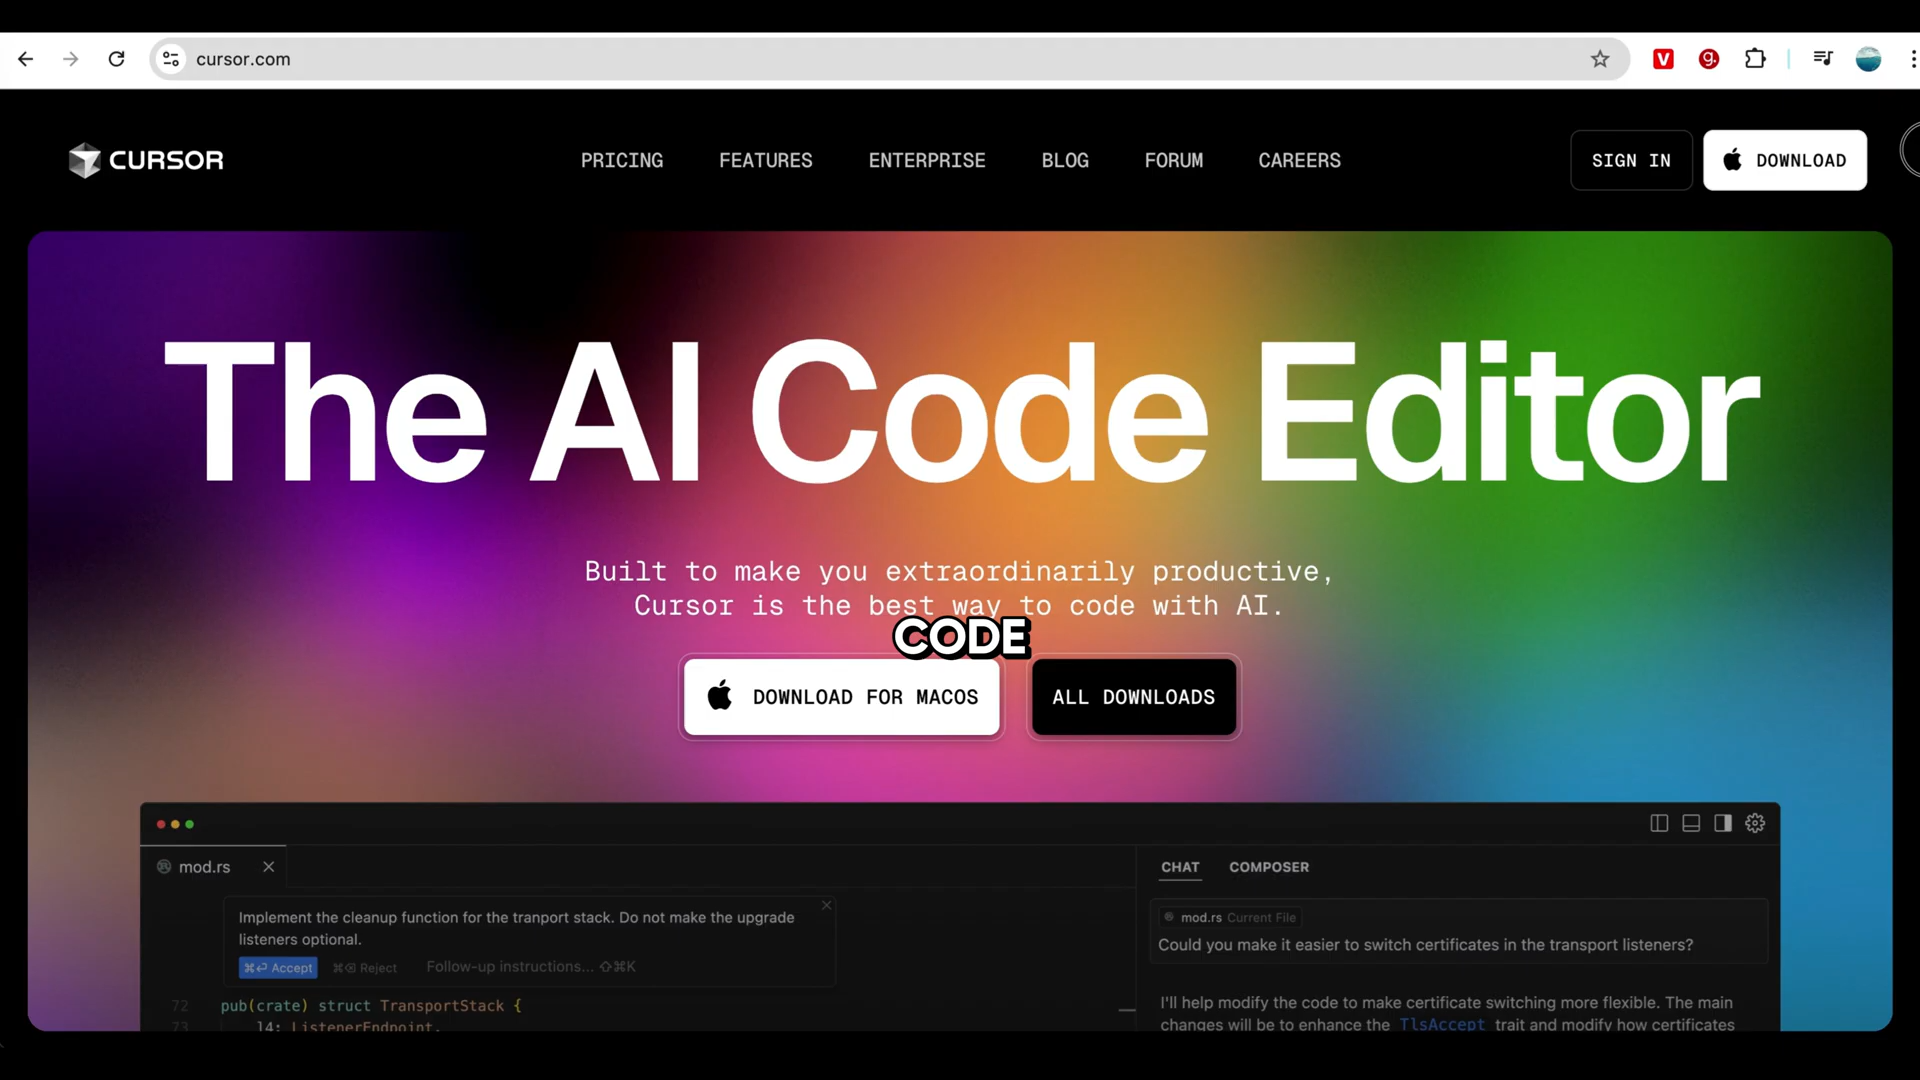 cursor.com
CURSOR
PRICING FEATURES ENTERPRISE BLOG FORUM CAREERS
SIGN IN
DOWNLOAD
The AI Code Editor
Built to make you extraordinarily productive,
Cursor is the best way to code with AI.
CODE
DOWNLOAD FOR MACOS
ALL DOWNLOADS
mod.rs
Implement the cleanup function for the tranport stack. Do not make the upgrade
listeners optional.
⌘⏎ Accept ⌘⌫ Reject Follow-up instructions... ⇧⌘K
72 pub(crate) struct TransportStack {
73 l4: ListenerEndpoint,
CHAT COMPOSER
mod.rs Current File
Could you make it easier to switch certificates in the transport listeners?
I'll help modify the code to make certificate switching more flexible. The main
changes will be to enhance the TlsAccept trait and modify how certificates